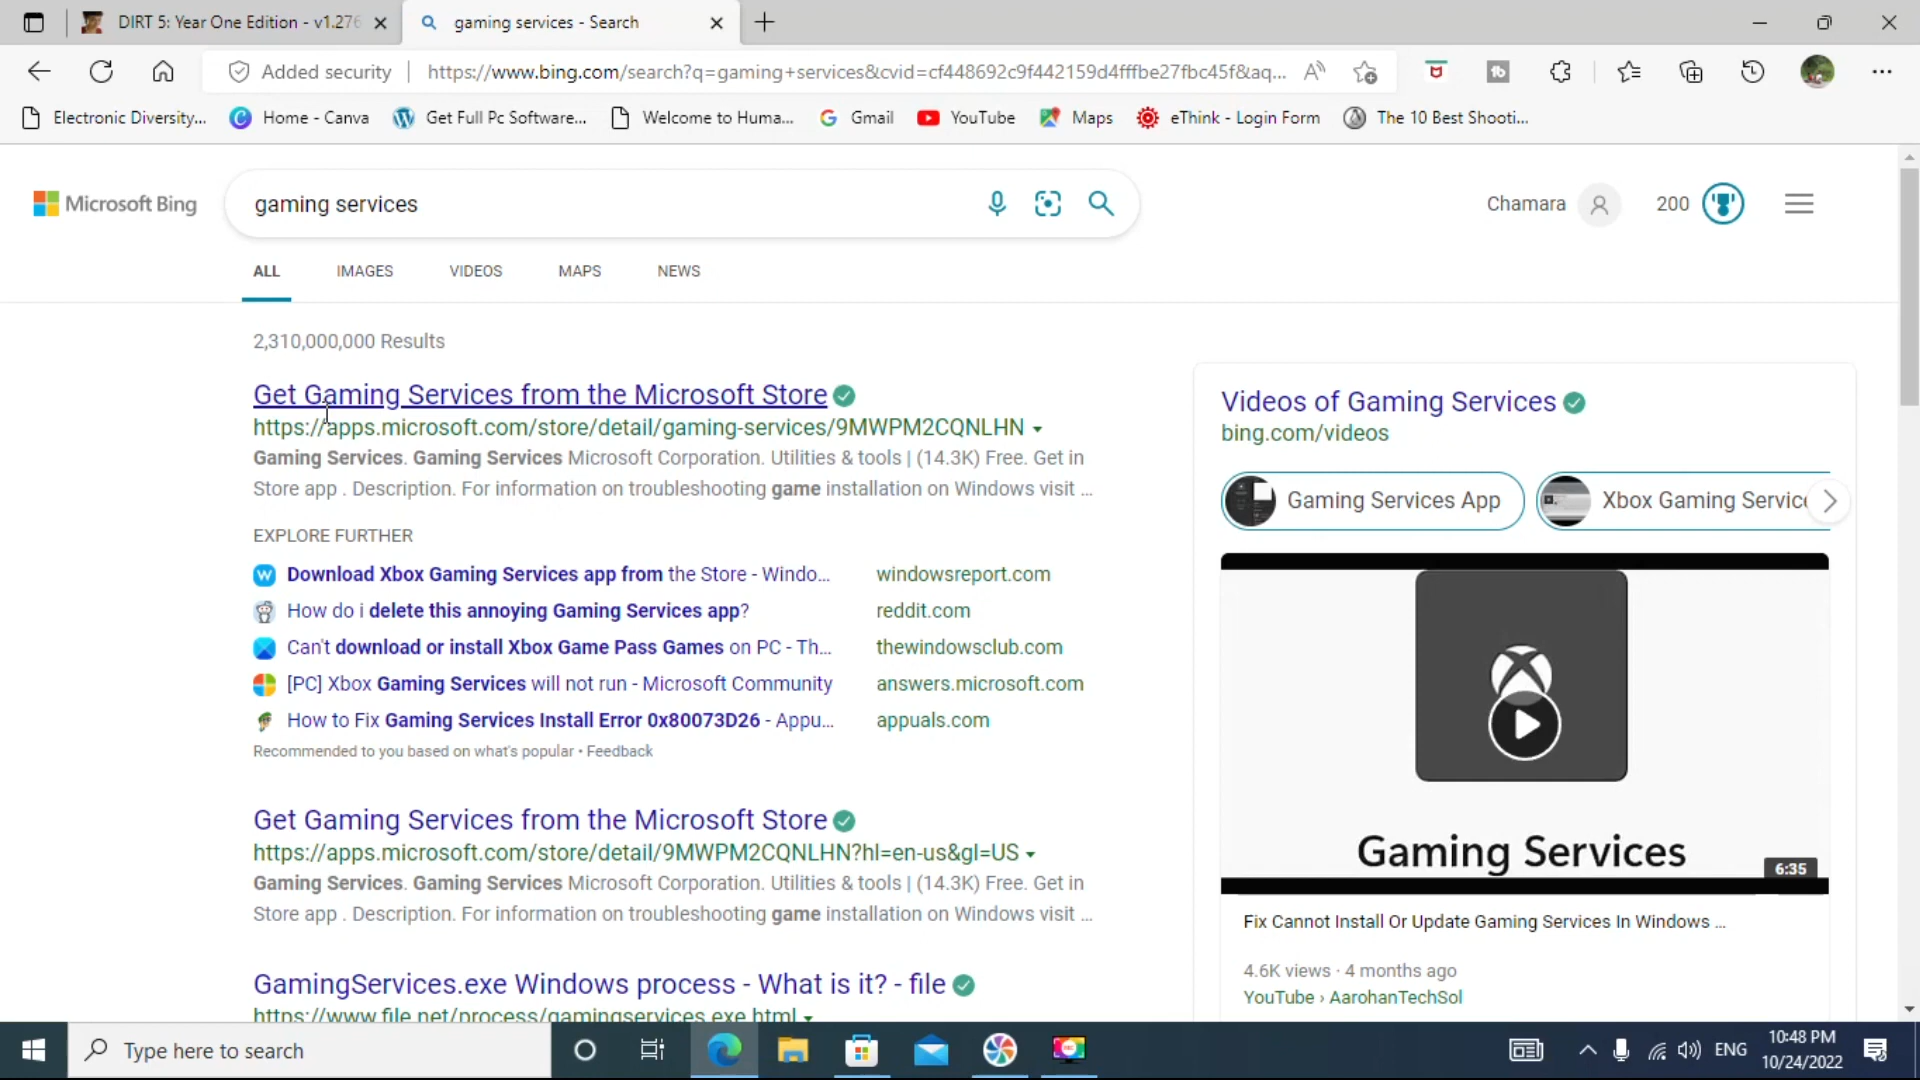 DIRT 5: Year One Edition - v1.276
gaming services - Search
Added security
https://www.bing.com/search?q=gaming+services&cvid=cf448692c9f442159d4fffbe27fbc45f&aq...
Electronic Diversity...
Home - Canva
Get Full Pc Software...
Welcome to Huma...
Gmail
YouTube
Maps
eThink - Login Form
The 10 Best Shooti...
Microsoft Bing
gaming services
Chamara
200
ALL
IMAGES
VIDEOS
MAPS
NEWS
2,310,000,000 Results
Get Gaming Services from the Microsoft Store
https://apps.microsoft.com/store/detail/gaming-services/9MWPM2CQNLHN
Gaming Services. Gaming Services Microsoft Corporation. Utilities & tools | (14.3K) Free. Get in
Store app . Description. For information on troubleshooting game installation on Windows visit ...
EXPLORE FURTHER
Download Xbox Gaming Services app from the Store - Windo... windowsreport.com
How do i delete this annoying Gaming Services app? reddit.com
Can't download or install Xbox Game Pass Games on PC - Th... thewindowsclub.com
[PC] Xbox Gaming Services will not run - Microsoft Community answers.microsoft.com
How to Fix Gaming Services Install Error 0x80073D26 - Appu... appuals.com
Recommended to you based on what's popular • Feedback
Get Gaming Services from the Microsoft Store
https://apps.microsoft.com/store/detail/9MWPM2CQNLHN?hl=en-us&gl=US
Gaming Services. Gaming Services Microsoft Corporation. Utilities & tools | (14.3K) Free. Get in
Store app . Description. For information on troubleshooting game installation on Windows visit ...
GamingServices.exe Windows process - What is it? - file
https://www.file.net/process/gamingservices.exe.html
Videos of Gaming Services
bing.com/videos
Gaming Services App
Xbox Gaming Servic
Gaming Services
6:35
Fix Cannot Install Or Update Gaming Services In Windows ...
4.6K views · 4 months ago
YouTube › AarohanTechSol
Type here to search
ENG
10:48 PM
10/24/2022